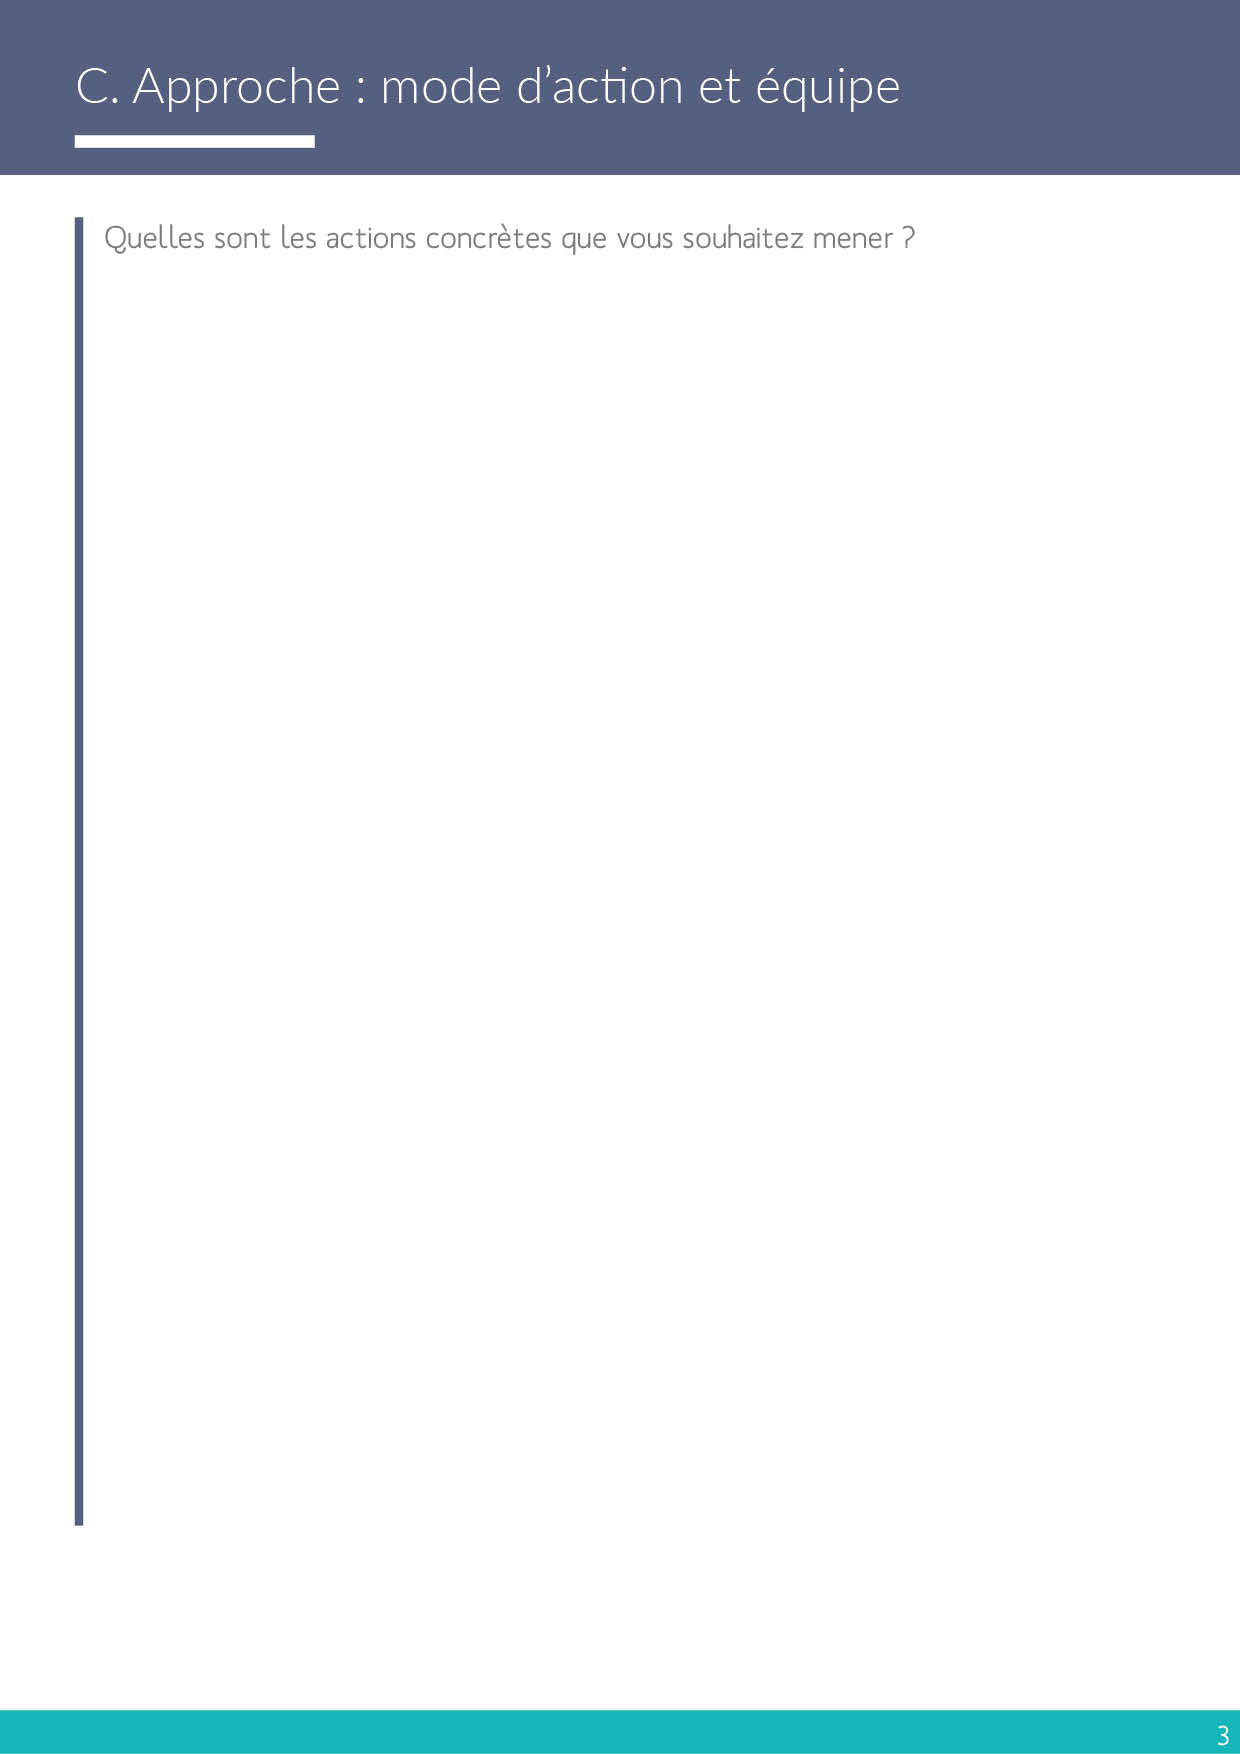 C. Approche : mode d’action et équipe
Quelles sont les actions concrètes que vous souhaitez mener ?
3